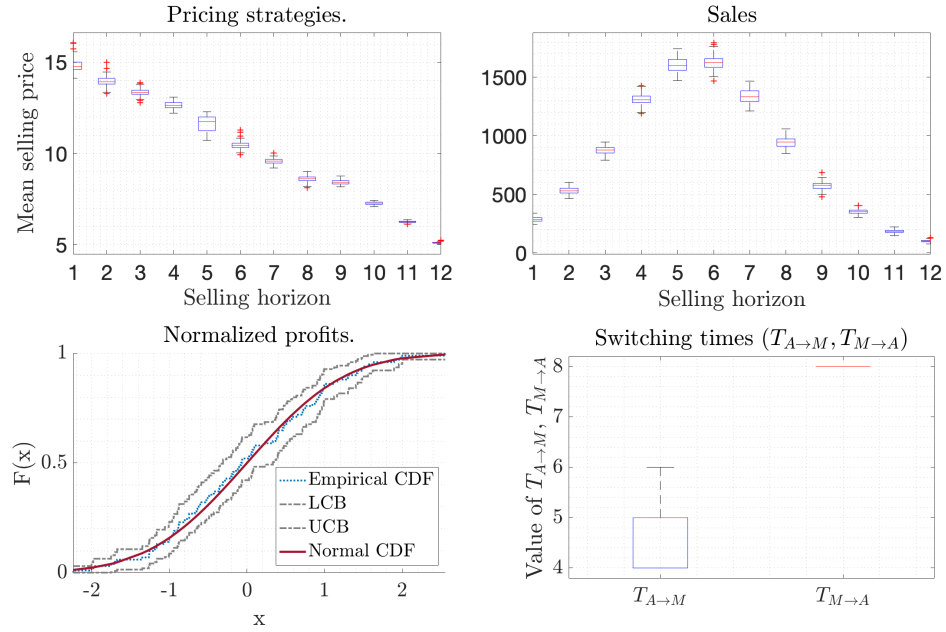 Pricing strategies.
Mean selling price
15
10
5
1 2 3 4 5 6 7 8 9 10 11 12
Selling horizon
Sales
1500
1000
500
0
1 2 3 4 5 6 7 8 9 10 11 12
Selling horizon
Normalized profits.
F(x)
1
0.5
0
-2 -1 0 1 2
x
Empirical CDF
LCB
UCB
Normal CDF
Switching times (T_{A→M}, T_{M→A})
Value of T_{A→M}, T_{M→A}
8
7
6
5
4
T_{A→M} T_{M→A}